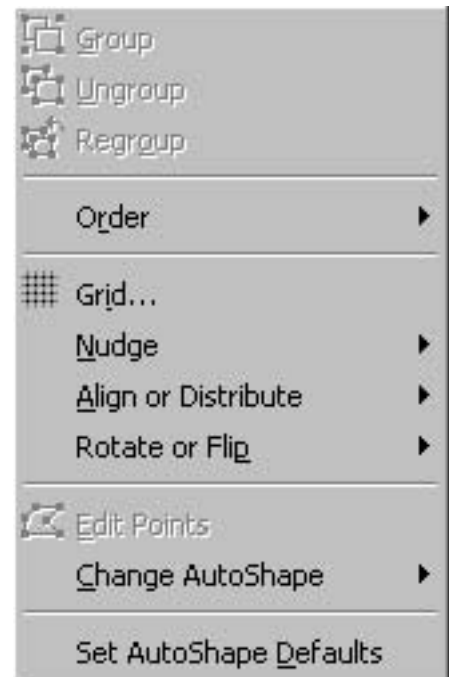 Group
Ungroup
Regroup
Order
Grid...
Nudge
Align or Distribute
Rotate or Flip
Edit Points
Change AutoShape
Set AutoShape Defaults